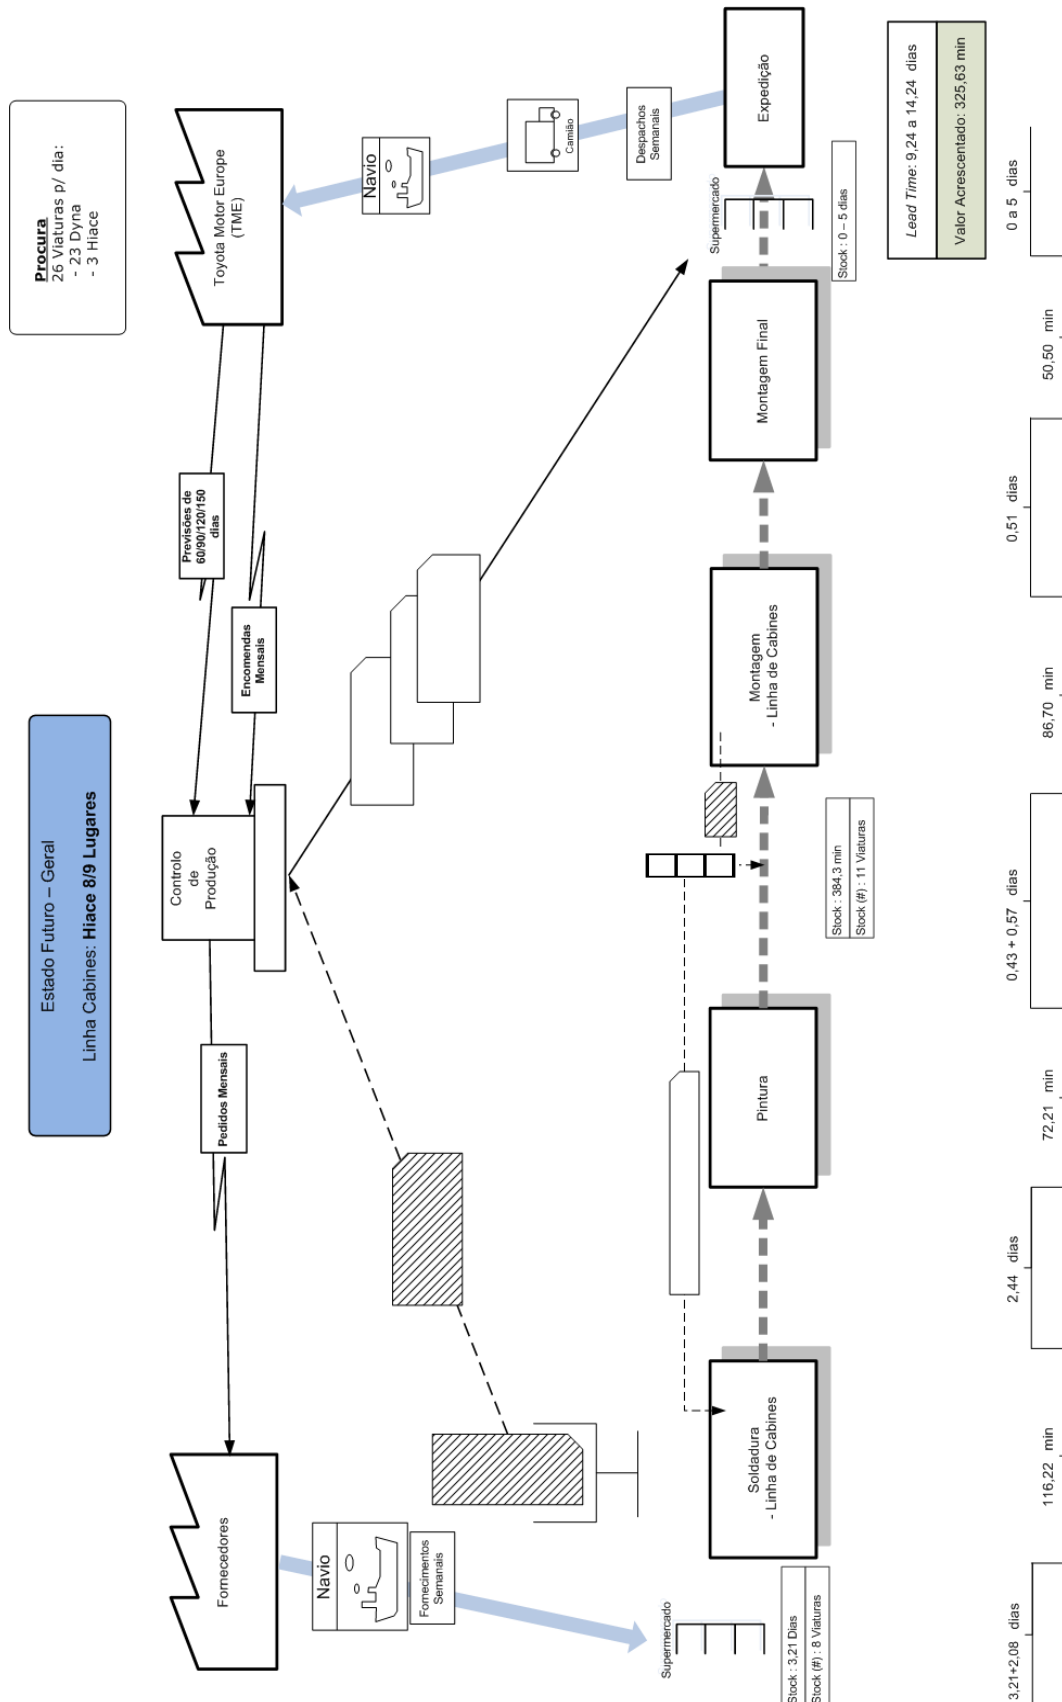 Estado Futuro – Geral
Linha Cabines: Hiace 8/9 Lugares
Procura
26 Viaturas p/ dia:
- 23 Dyna
- 3 Hiace
Fornecedores
Pedidos Mensais
Controlo
de
Produção
Previsões de
60/90/120/150
dias
Encomendas
Mensais
Toyota Motor Europe
(TME)
Navio
Fornecimentos
Semanais
Navio
Camião
Despachos
Semanais
Supermercado
Stock : 3,21 Dias
Stock (#) : 8 Viaturas
Soldadura
- Linha de Cabines
Pintura
Stock : 384,3 min
Stock (#) : 11 Viaturas
Montagem
- Linha de Cabines
Montagem Final
Supermercado
Stock : 0 – 5 dias
Expedição
Lead Time: 9,24 a 14,24 dias
Valor Acrescentado: 325,63 min
3,21+2,08 dias
116,22 min
2,44 dias
72,21 min
0,43 + 0,57 dias
86,70 min
0,51 dias
50,50 min
0 a 5 dias